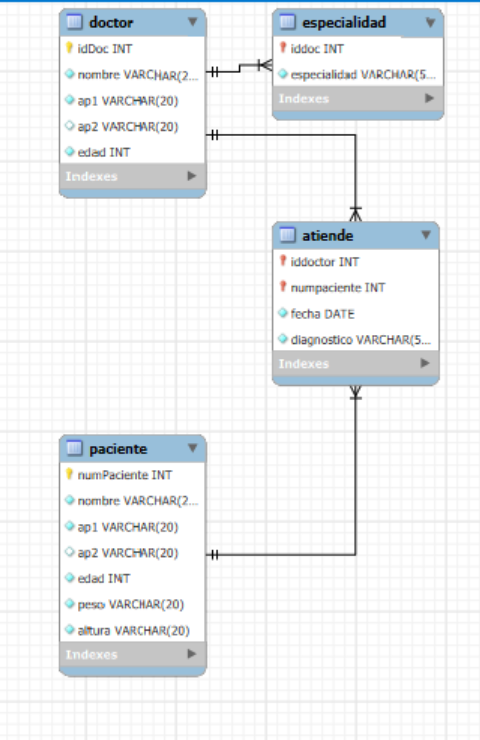 doctor
idDoc INT
nombre VARCHAR(2...
ap1 VARCHAR(20)
ap2 VARCHAR(20)
edad INT
Indexes
especialidad
iddoc INT
especialidad VARCHAR(5...
Indexes
atiende
iddoctor INT
numpaciente INT
fecha DATE
diagnostico VARCHAR(5...
Indexes
paciente
numPaciente INT
nombre VARCHAR(2...
ap1 VARCHAR(20)
ap2 VARCHAR(20)
edad INT
peso VARCHAR(20)
altura VARCHAR(20)
Indexes